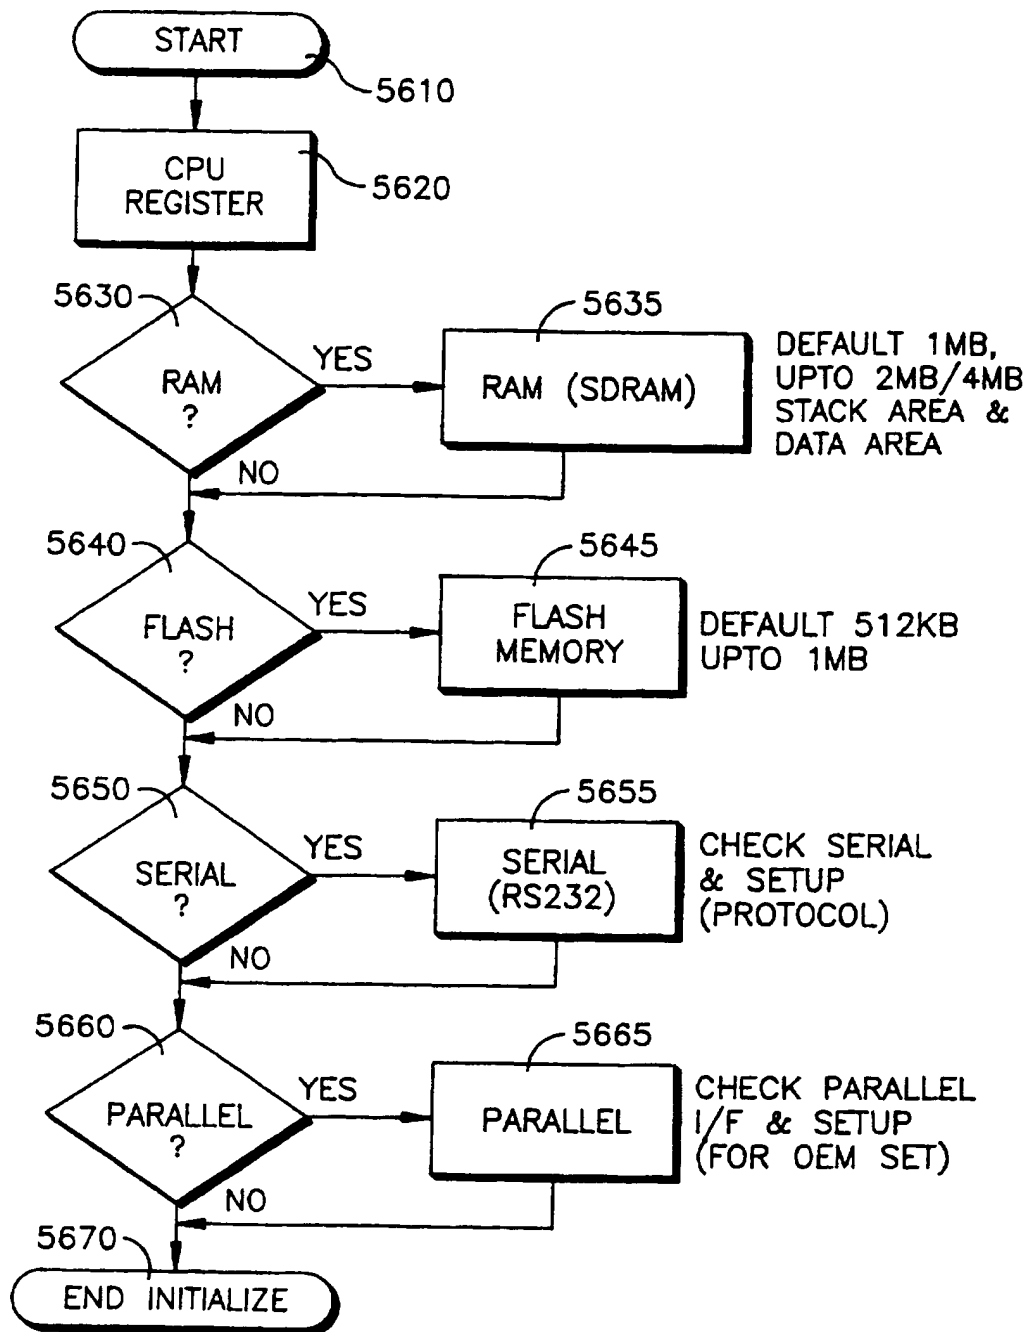 START
5610
CPU
REGISTER
5620
5630
RAM
?
YES
NO
5635
RAM (SDRAM)
DEFAULT 1MB,
UPTO 2MB/4MB
STACK AREA &
DATA AREA
5640
FLASH
?
YES
NO
5645
FLASH
MEMORY
DEFAULT 512KB
UPTO 1MB
5650
SERIAL
?
YES
NO
5655
SERIAL
(RS232)
CHECK SERIAL
& SETUP
(PROTOCOL)
5660
PARALLEL
?
YES
NO
5665
PARALLEL
CHECK PARALLEL
I/F & SETUP
(FOR OEM SET)
5670
END INITIALIZE